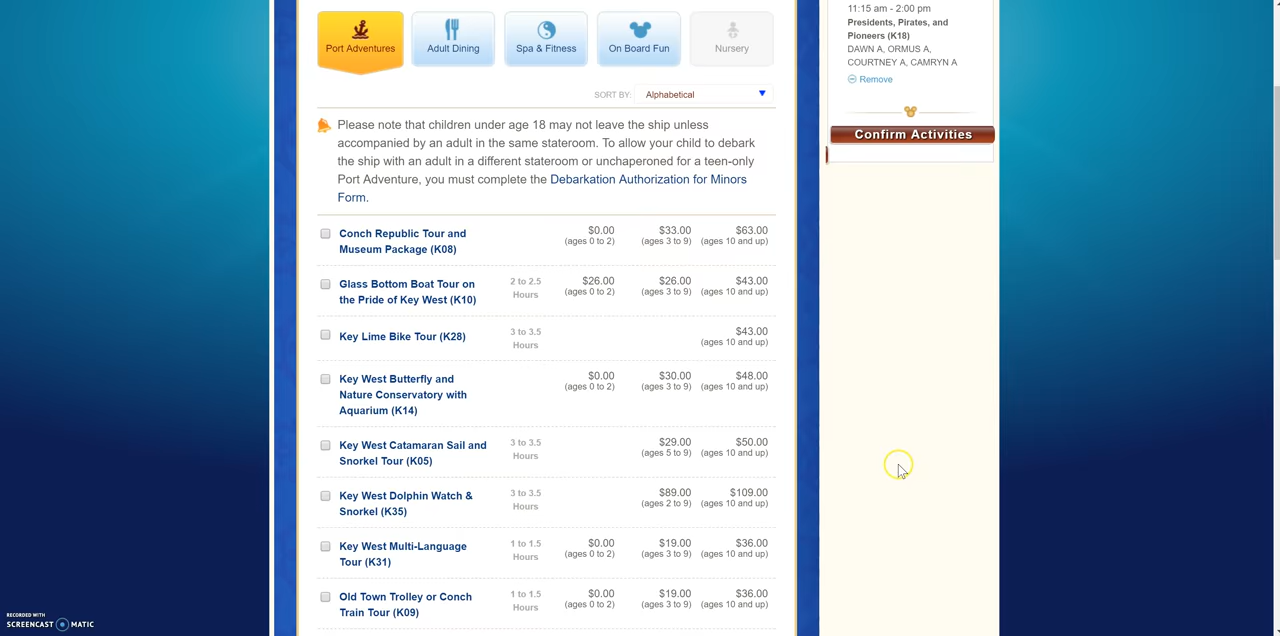 Port Adventures
Adult Dining
Spa & Fitness
On Board Fun
Nursery
SORT BY: Alphabetical
Please note that children under age 18 may not leave the ship unless
accompanied by an adult in the same stateroom. To allow your child to debark
the ship with an adult in a different stateroom or unchaperoned for a teen-only
Port Adventure, you must complete the Debarkation Authorization for Minors
Form.
Conch Republic Tour and
Museum Package (K08)
$0.00 $33.00 $63.00
(ages 0 to 2) (ages 3 to 9) (ages 10 and up)
Glass Bottom Boat Tour on
the Pride of Key West (K10)
2 to 2.5
Hours
$26.00 $26.00 $43.00
(ages 0 to 2) (ages 3 to 9) (ages 10 and up)
Key Lime Bike Tour (K28)
3 to 3.5
Hours
$43.00
(ages 10 and up)
Key West Butterfly and
Nature Conservatory with
Aquarium (K14)
$0.00 $30.00 $48.00
(ages 0 to 2) (ages 3 to 9) (ages 10 and up)
Key West Catamaran Sail and
Snorkel Tour (K05)
3 to 3.5
Hours
$29.00 $50.00
(ages 5 to 9) (ages 10 and up)
Key West Dolphin Watch &
Snorkel (K35)
3 to 3.5
Hours
$89.00 $109.00
(ages 2 to 9) (ages 10 and up)
Key West Multi-Language
Tour (K31)
1 to 1.5
Hours
$0.00 $19.00 $36.00
(ages 0 to 2) (ages 3 to 9) (ages 10 and up)
Old Town Trolley or Conch
Train Tour (K09)
1 to 1.5
Hours
$0.00 $19.00 $36.00
(ages 0 to 2) (ages 3 to 9) (ages 10 and up)
11:15 am - 2:00 pm
Presidents, Pirates, and
Pioneers (K18)
DAWN A, ORMUS A,
COURTNEY A, CAMRYN A
Remove
Confirm Activities
RECORDED WITH
SCREENCAST MATIC